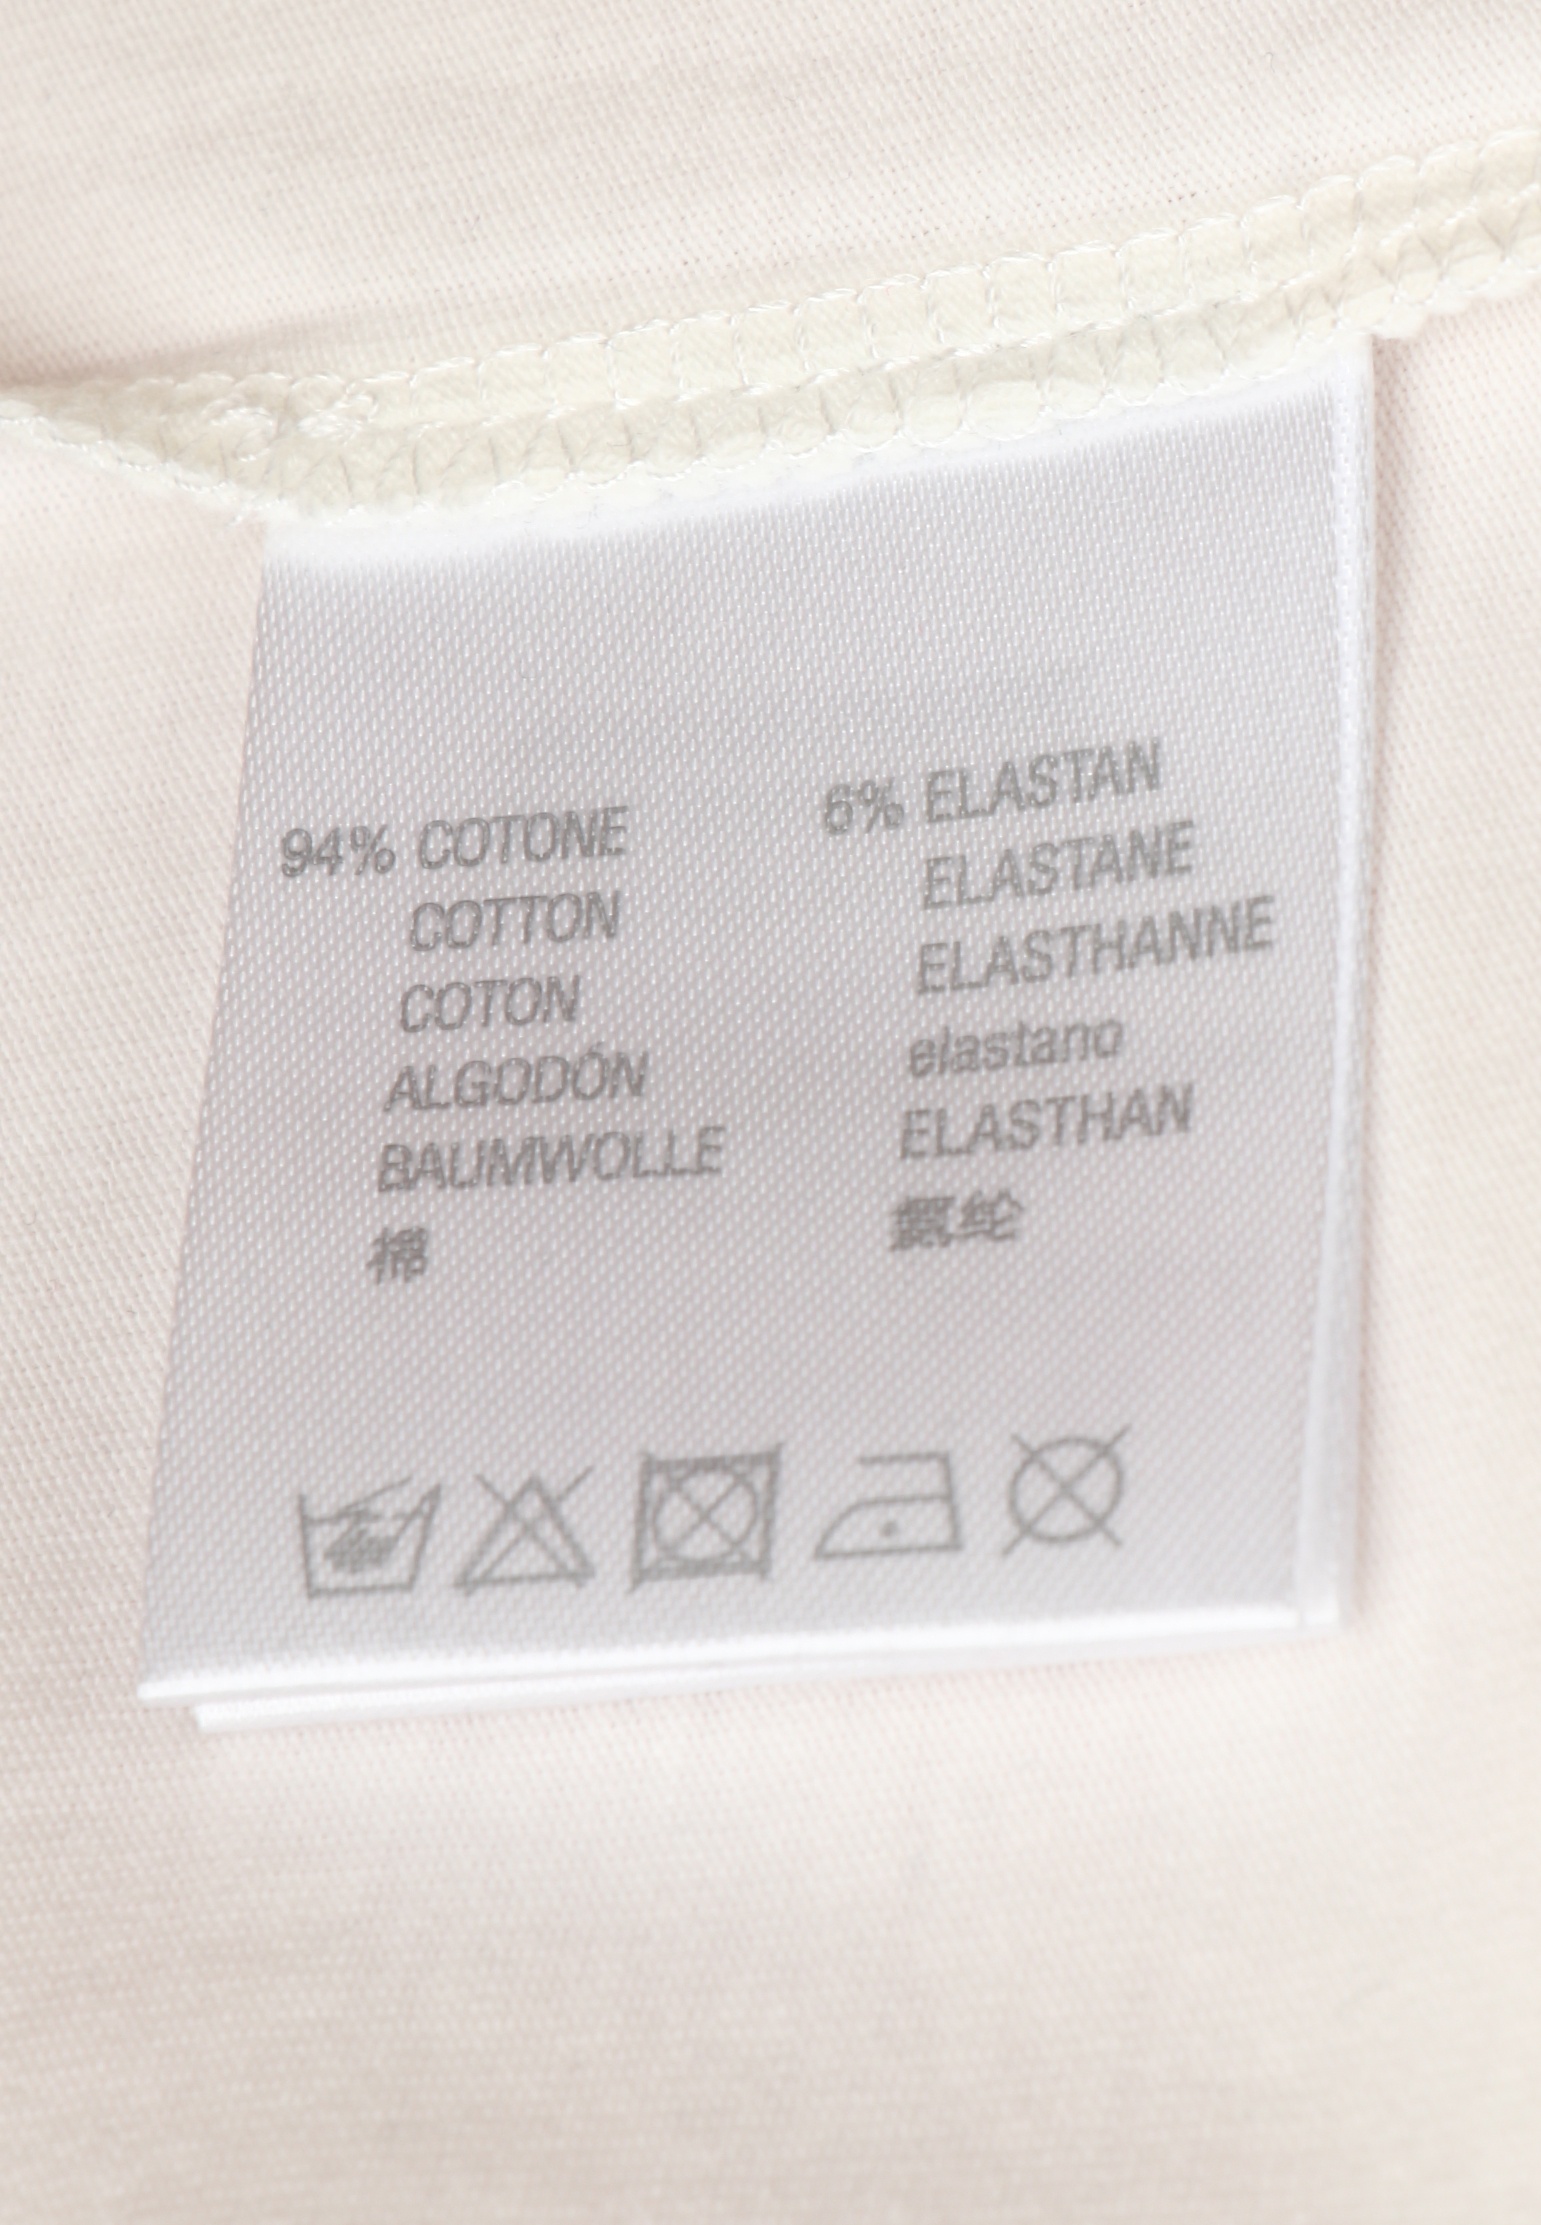 94% COTONE
COTTON
COTON
ALGODÓN
BAUMWOLLE
棉
6% ELASTAN
ELASTANE
ELASTHANNE
elastano
ELASTHAN
氨纶